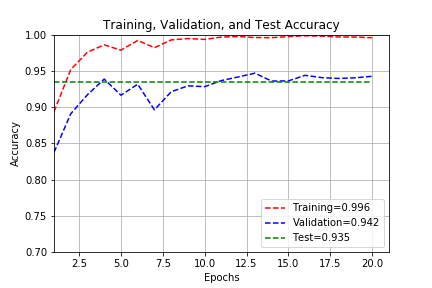 Training, Validation, and Test Accuracy
1.00
0.95
0.90
0.85
0.80
0.75
0.70
Accuracy
2.5 5.0 7.5 10.0 12.5 15.0 17.5 20.0
Epochs
Training=0.996
Validation=0.942
Test=0.935